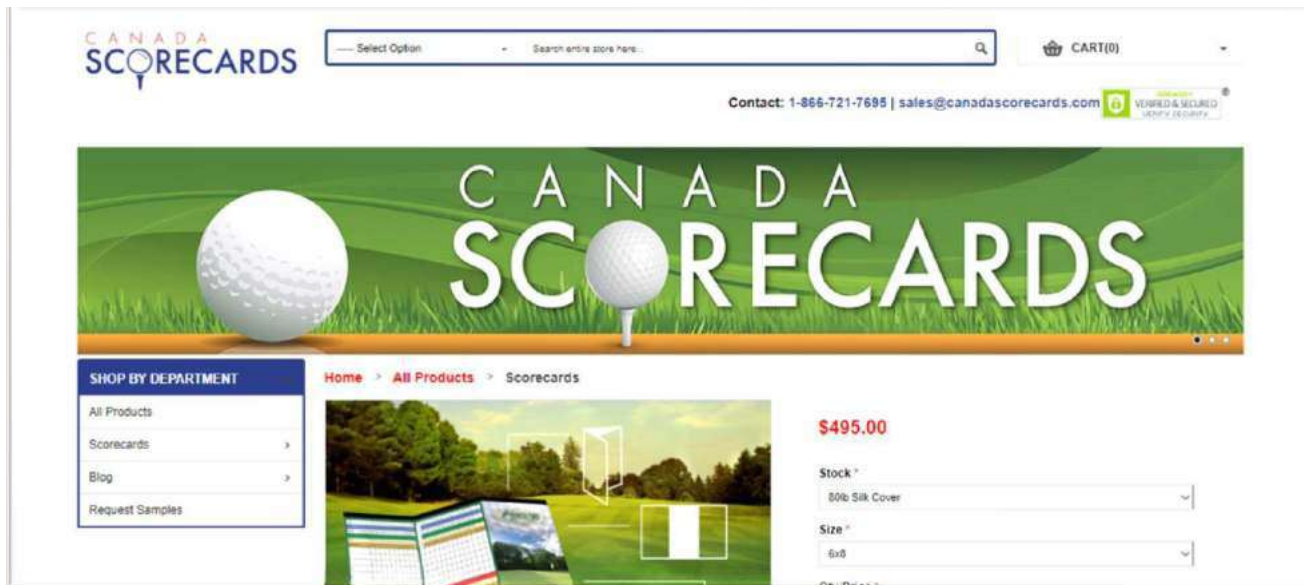 CANADA
SCORECARDS
---- Select Option
Search entire store here...
CART(0)
Contact: 1-866-721-7695 | sales@canadascorecards.com
VERIFIED & SECURED
VERIFY SECURITY
CANADA
SCORECARDS
SHOP BY DEPARTMENT
All Products
Scorecards
Blog
Request Samples
Home > All Products > Scorecards
$495.00
Stock *
80lb Silk Cover
Size *
6x8